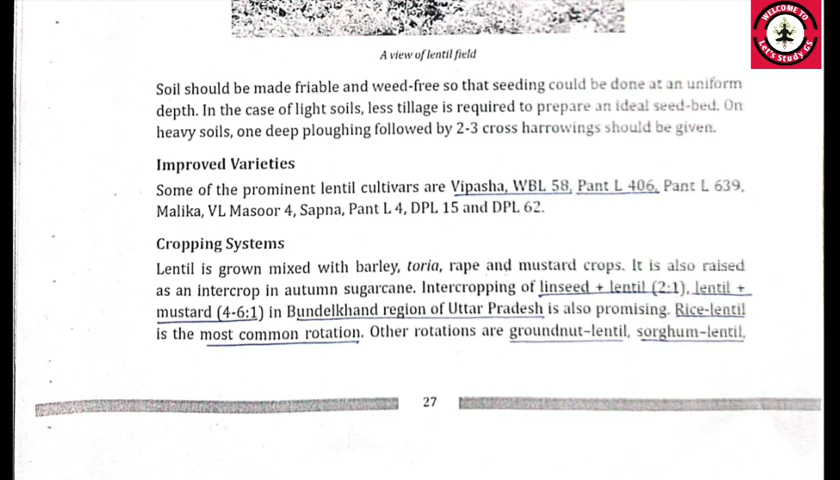 WELCOME TO
Let's Study GS
A view of lentil field
Soil should be made friable and weed-free so that seeding could be done at an uniform
depth. In the case of light soils, less tillage is required to prepare an ideal seed-bed. On
heavy soils, one deep ploughing followed by 2-3 cross harrowings should be given.
Improved Varieties
Some of the prominent lentil cultivars are Vipasha, WBL 58, Pant L 406, Pant L 639,
Malika, VL Masoor 4, Sapna, Pant L 4, DPL 15 and DPL 62.
Cropping Systems
Lentil is grown mixed with barley, toria, rape and mustard crops. It is also raised
as an intercrop in autumn sugarcane. Intercropping of linseed + lentil (2:1), lentil +
mustard (4-6:1) in Bundelkhand region of Uttar Pradesh is also promising. Rice-lentil
is the most common rotation. Other rotations are groundnut-lentil, sorghum-lentil,
27